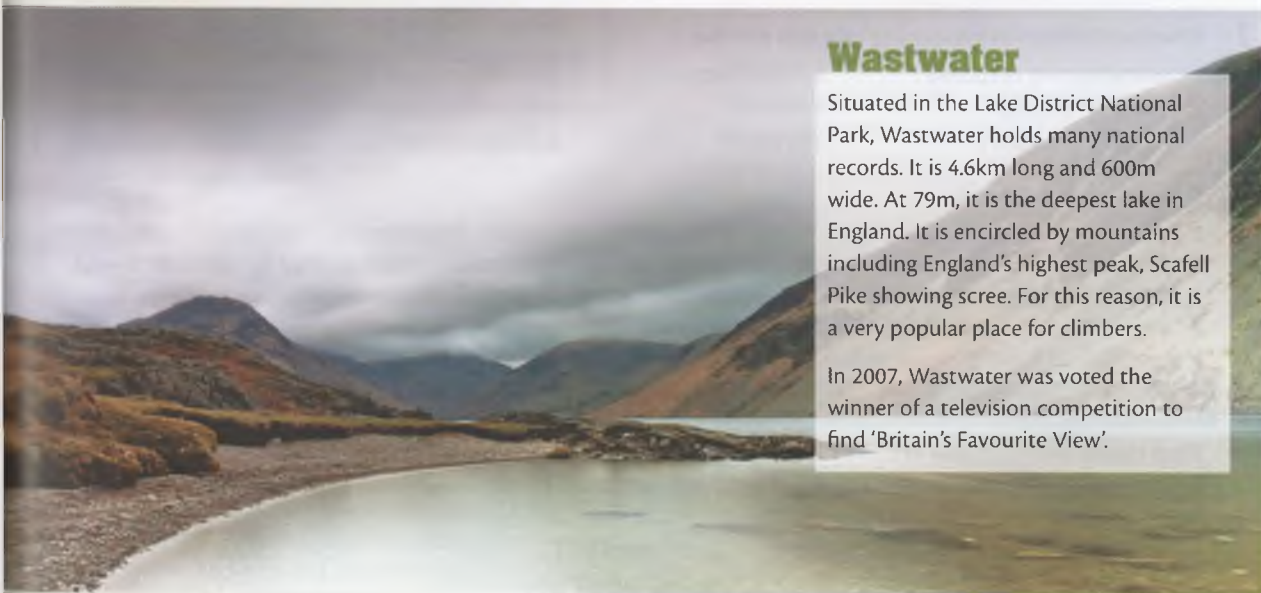 Wastwater
Situated in the Lake District National
Park, Wastwater holds many national
records. It is 4.6km long and 600m
wide. At 79m, it is the deepest lake in
England. It is encircled by mountains
including England's highest peak, Scafell
Pike showing scree. For this reason, it is
a very popular place for climbers.
In 2007, Wastwater was voted the
winner of a television competition to
find 'Britain's Favourite View'.